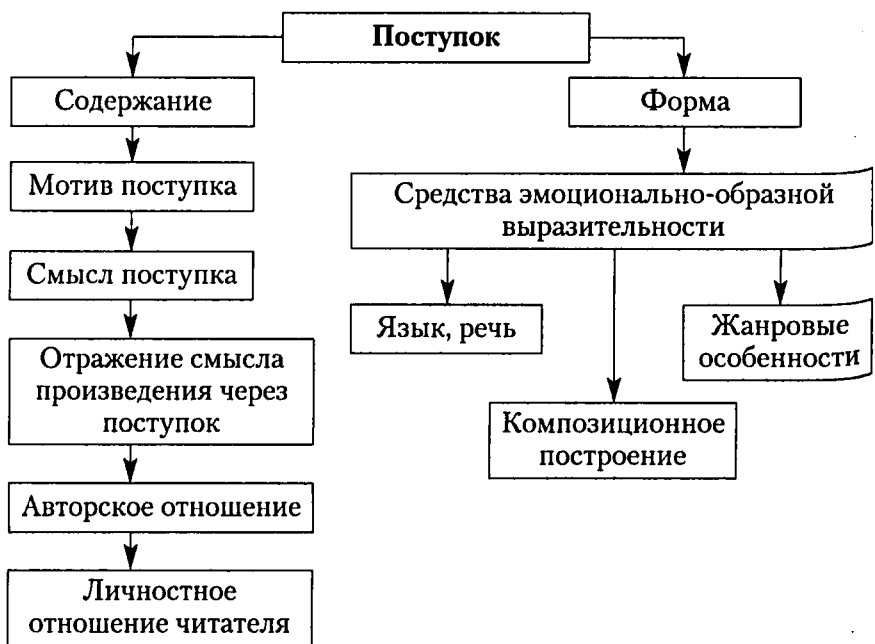 Поступок
Содержание
Форма
Мотив поступка
Средства эмоционально-образной
выразительности
Смысл поступка
Язык, речь
Жанровые
особенности
Отражение смысла
произведения через
поступок
Композиционное
построение
Авторское отношение
Личностное
отношение читателя